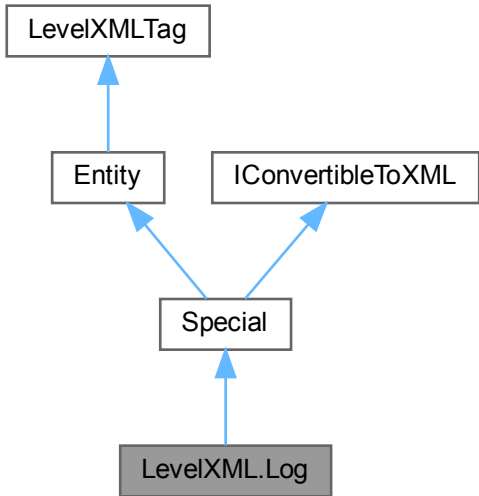 LevelXMLTag
Entity
IConvertibleToXML
Special
LevelXML.Log